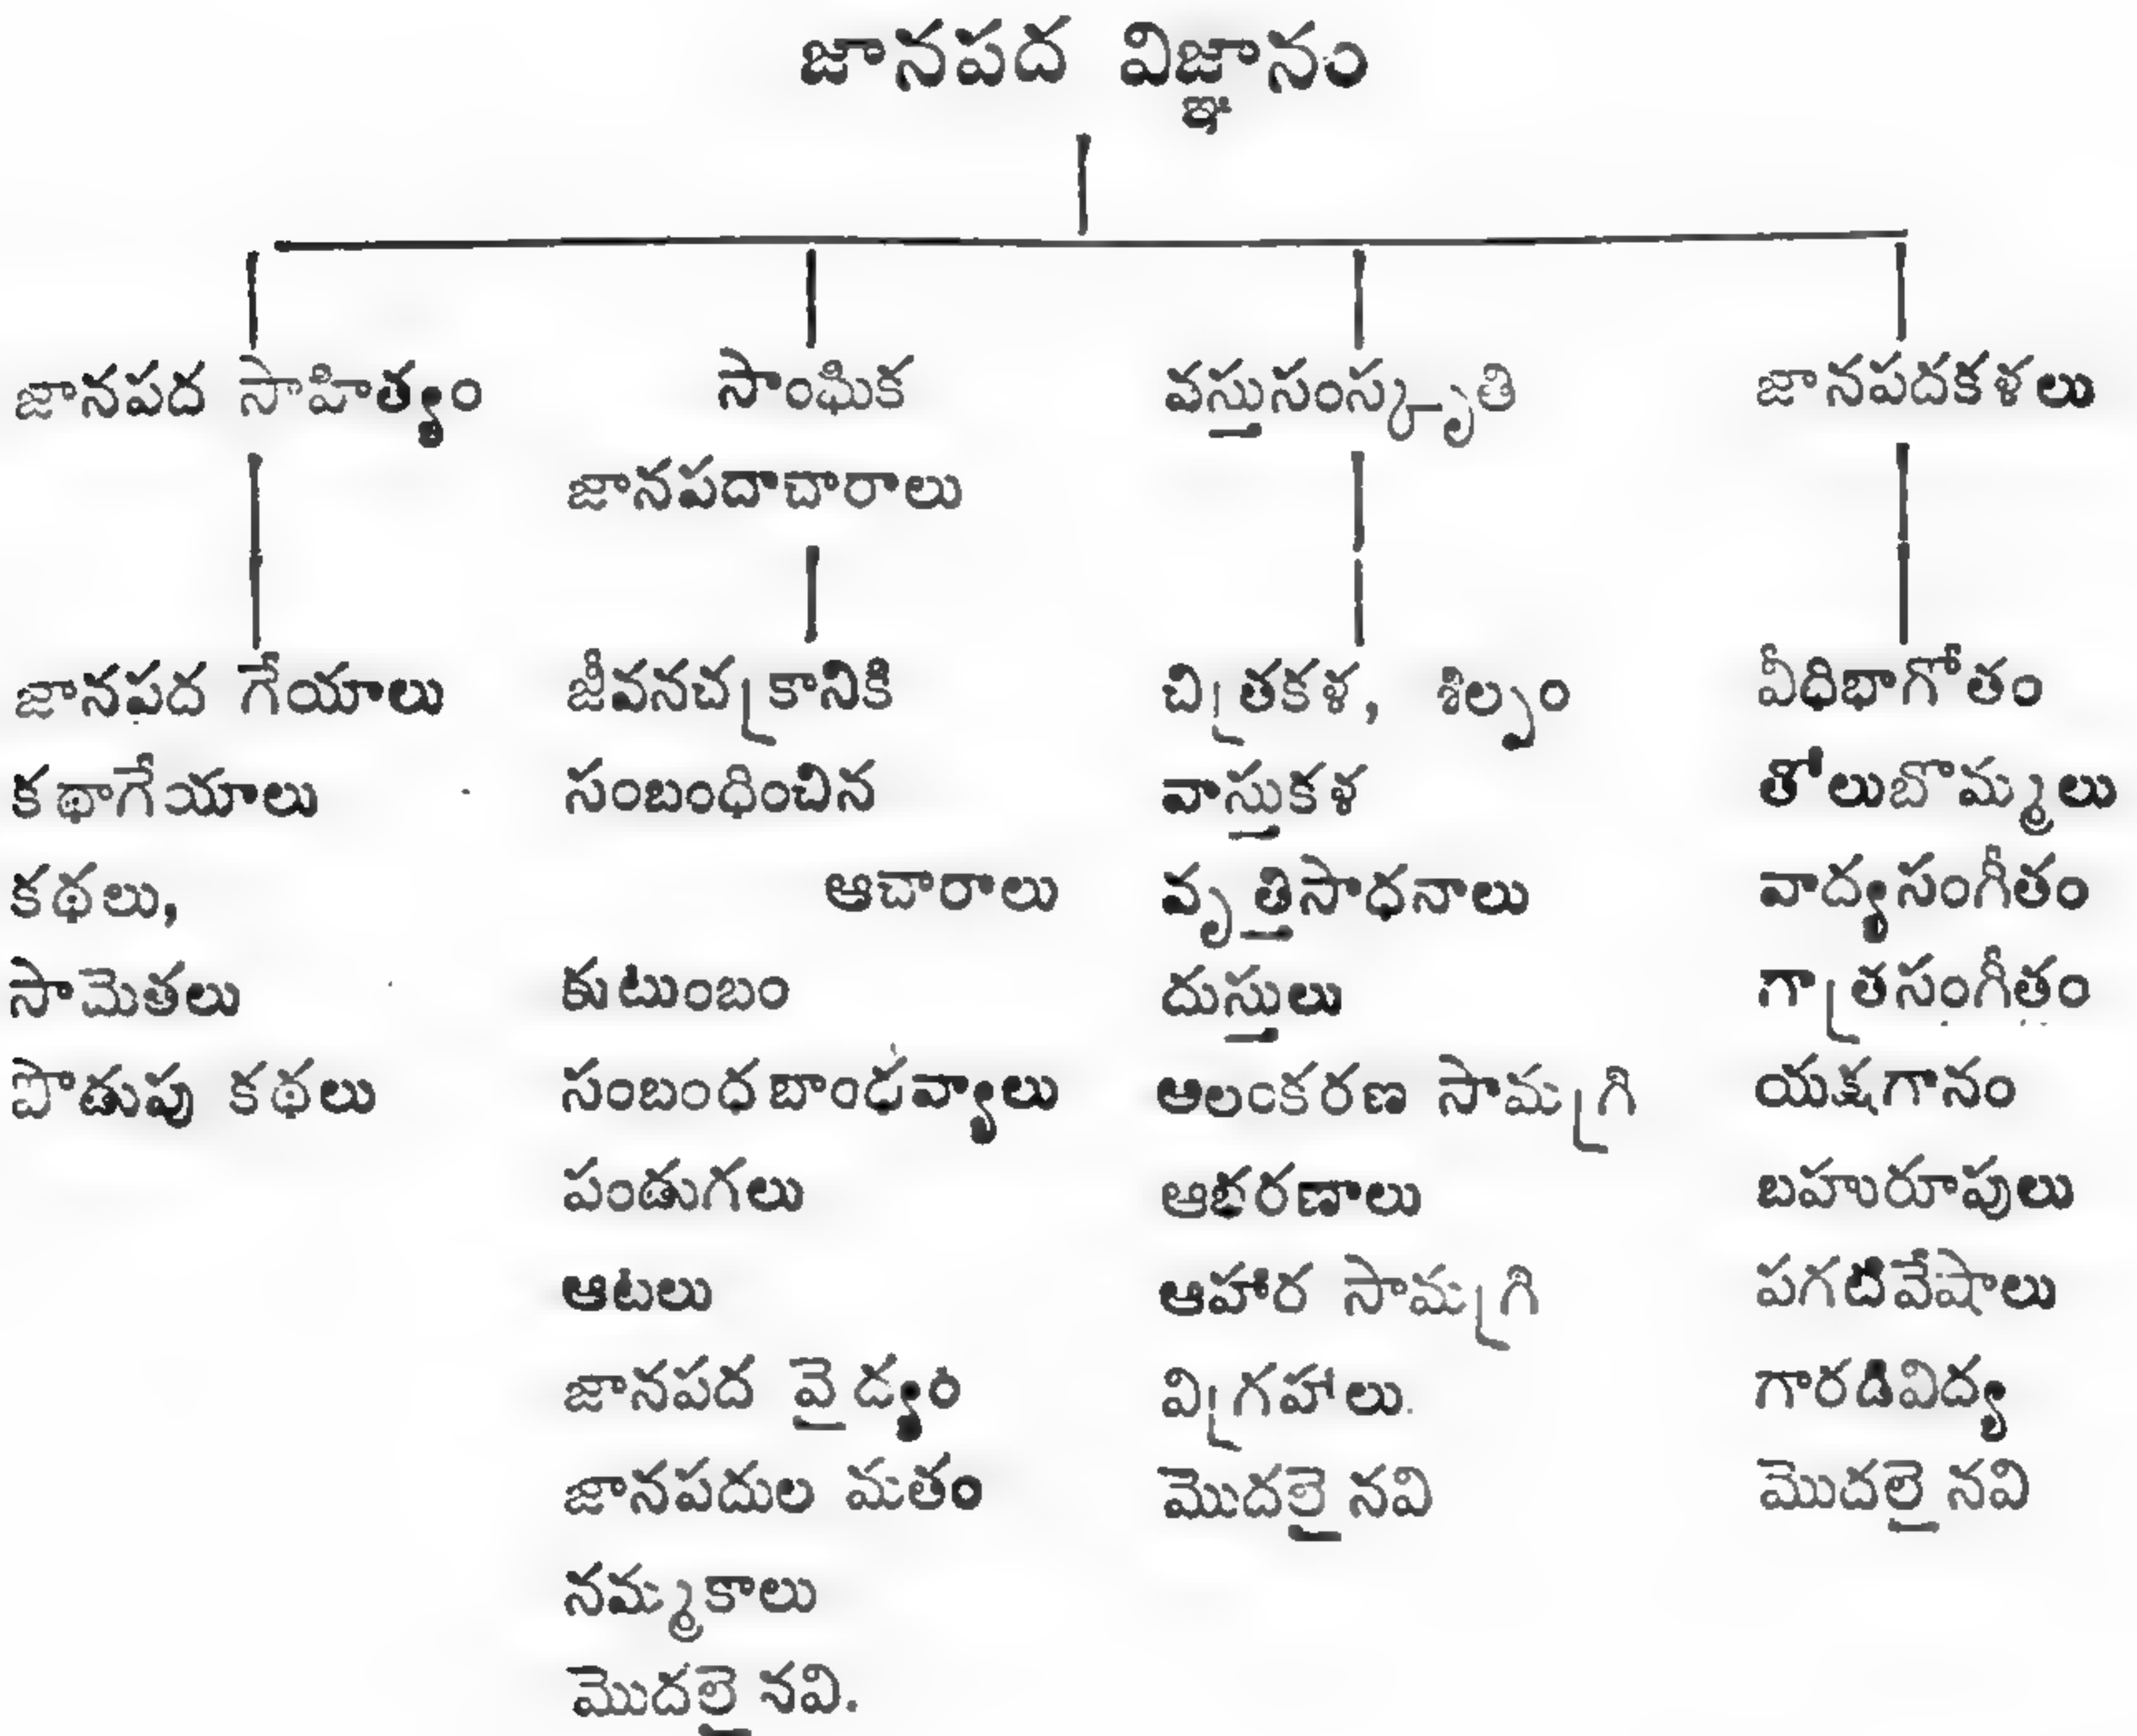 జానపద విజ్ఞానం
జానపద సాహిత్యం
జానపద గేయాలు
కథాగేయాలు
కథలు,
సామెతలు
పొడుపు కథలు
సాంఘిక
జానపదాచారాలు
జీవనచక్రానికి
సంబంధించిన
ఆచారాలు
కుటుంబం
సంబంధబాంధవ్యాలు
పండుగలు
ఆటలు
జానపద వైద్యం
జానపదుల మతం
నమ్మకాలు
మొదలైనవి.
వస్తుసంస్కృతి
చిత్రకళ, శిల్పం
వాస్తుకళ
వృత్తిసాధనాలు
దుస్తులు
అలంకరణ సామగ్రి
ఆభరణాలు
ఆహార సామగ్రి
విగ్రహాలు.
మొదలైనవి
జానపదకళలు
వీధిభాగోతం
తోలుబొమ్మలు
వాద్యసంగీతం
గాత్రసంగీతం
యక్షగానం
బహురూపులు
పగటివేషాలు
గారడివిద్య
మొదలైనవి